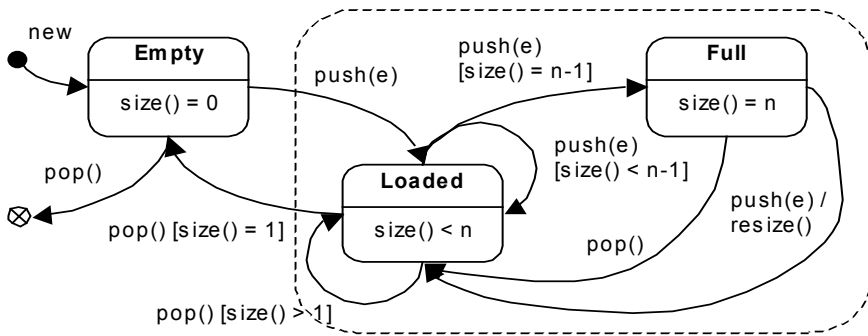 new
Empty
size() = 0
push(e)
push(e)
[size() = n-1]
Full
size() = n
push(e)
[size() < n-1]
pop()
Loaded
size() < n
pop() [size() = 1]
pop()
push(e) /
resize()
pop() [size() > 1]